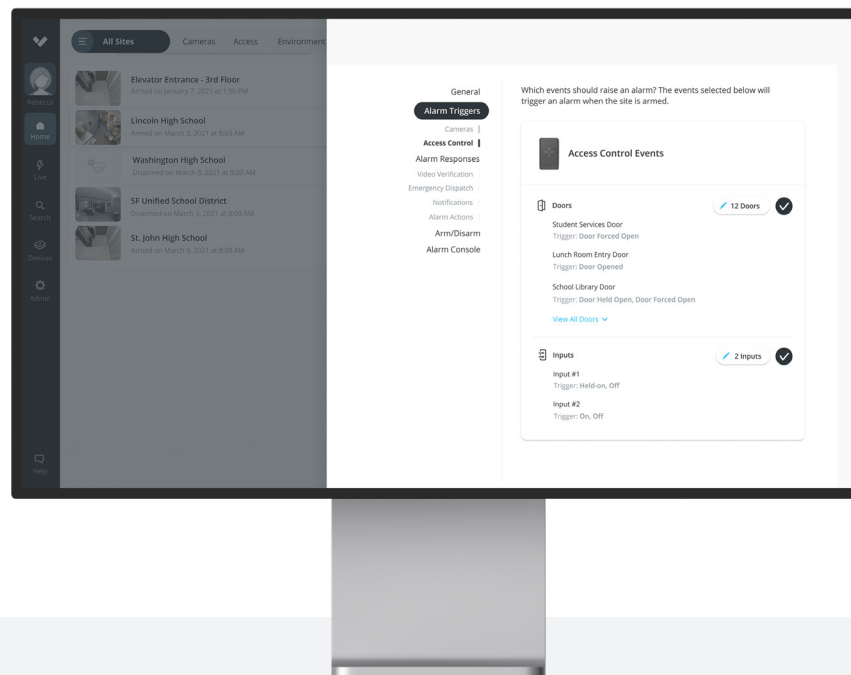 All Sites
Cameras
Access
Environment
Rebecca
Home
Live
Search
Devices
Admin
Help
Elevator Entrance - 3rd Floor
Armed on January 7, 2021 at 1:56 PM
Lincoln High School
Armed on March 3, 2021 at 8:03 AM
Washington High School
Disarmed on March 3, 2021 at 8:00 AM
SF Unified School District
Disarmed on March 3, 2021 at 8:00 AM
St. John High School
Armed on March 3, 2021 at 8:00 AM
General
Alarm Triggers
Cameras
Access Control
Alarm Responses
Video Verification
Emergency Dispatch
Notifications
Alarm Actions
Arm/Disarm
Alarm Console
Which events should raise an alarm? The events selected below will
trigger an alarm when the site is armed.
Access Control Events
Doors
12 Doors
Student Services Door
Trigger: Door Forced Open
Lunch Room Entry Door
Trigger: Door Opened
School Library Door
Trigger: Door Held Open, Door Forced Open
View All Doors
Inputs
2 Inputs
Input #1
Trigger: Held-on, Off
Input #2
Trigger: On, Off